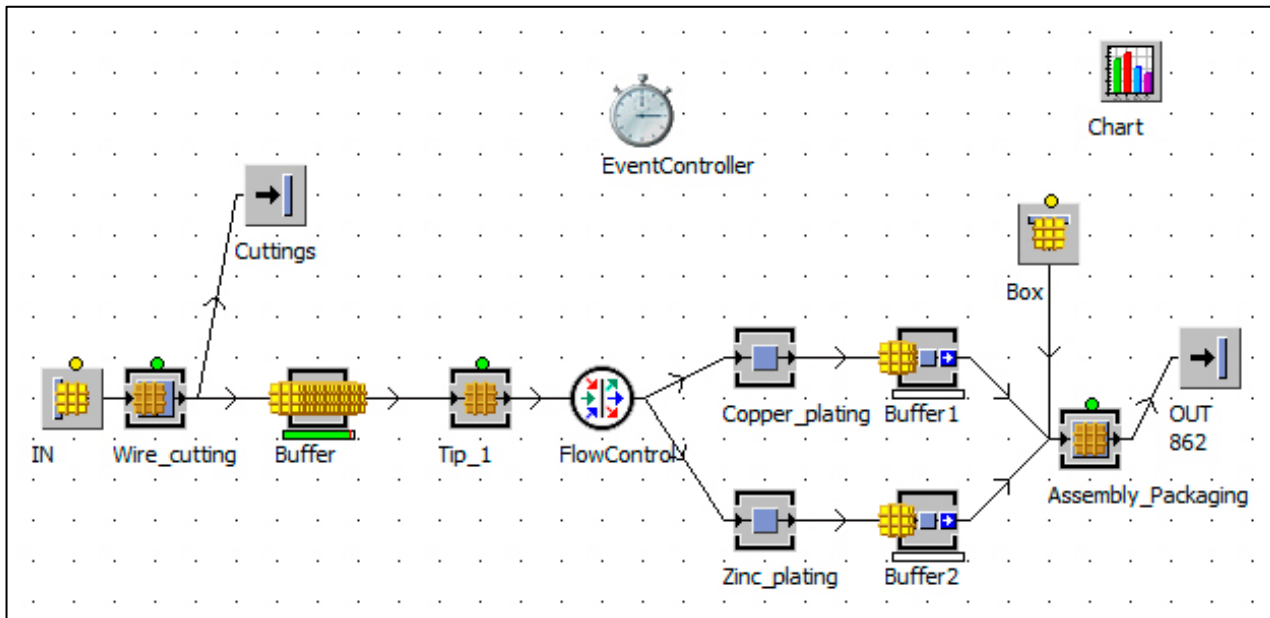 Chart
EventController
Cuttings
Box
IN
Wire_cutting
Buffer
Tip_1
FlowControl
Copper_plating
Buffer1
OUT
862
Assembly_Packaging
Zinc_plating
Buffer2